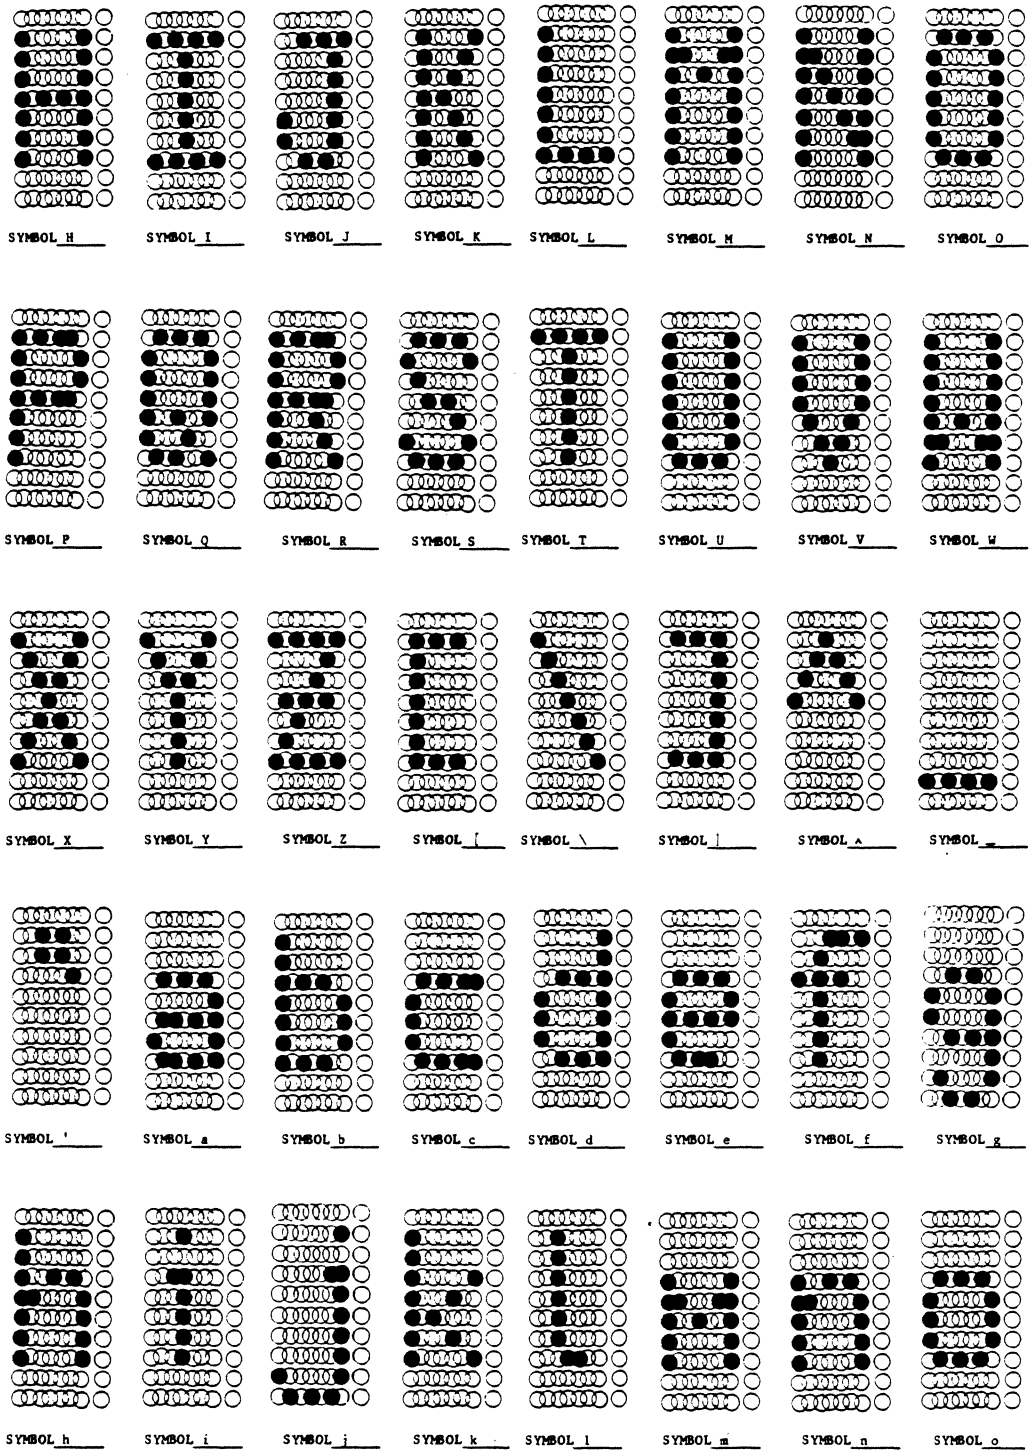 SYMBOL H SYMBOL I SYMBOL J SYMBOL K SYMBOL L SYMBOL M SYMBOL N SYMBOL O
SYMBOL P SYMBOL Q SYMBOL R SYMBOL S SYMBOL T SYMBOL U SYMBOL V SYMBOL W
SYMBOL X SYMBOL Y SYMBOL Z SYMBOL [ SYMBOL \ SYMBOL ] SYMBOL ^ SYMBOL _
SYMBOL ' SYMBOL a SYMBOL b SYMBOL c SYMBOL d SYMBOL e SYMBOL f SYMBOL g
SYMBOL h SYMBOL i SYMBOL j SYMBOL k SYMBOL l SYMBOL m SYMBOL n SYMBOL o